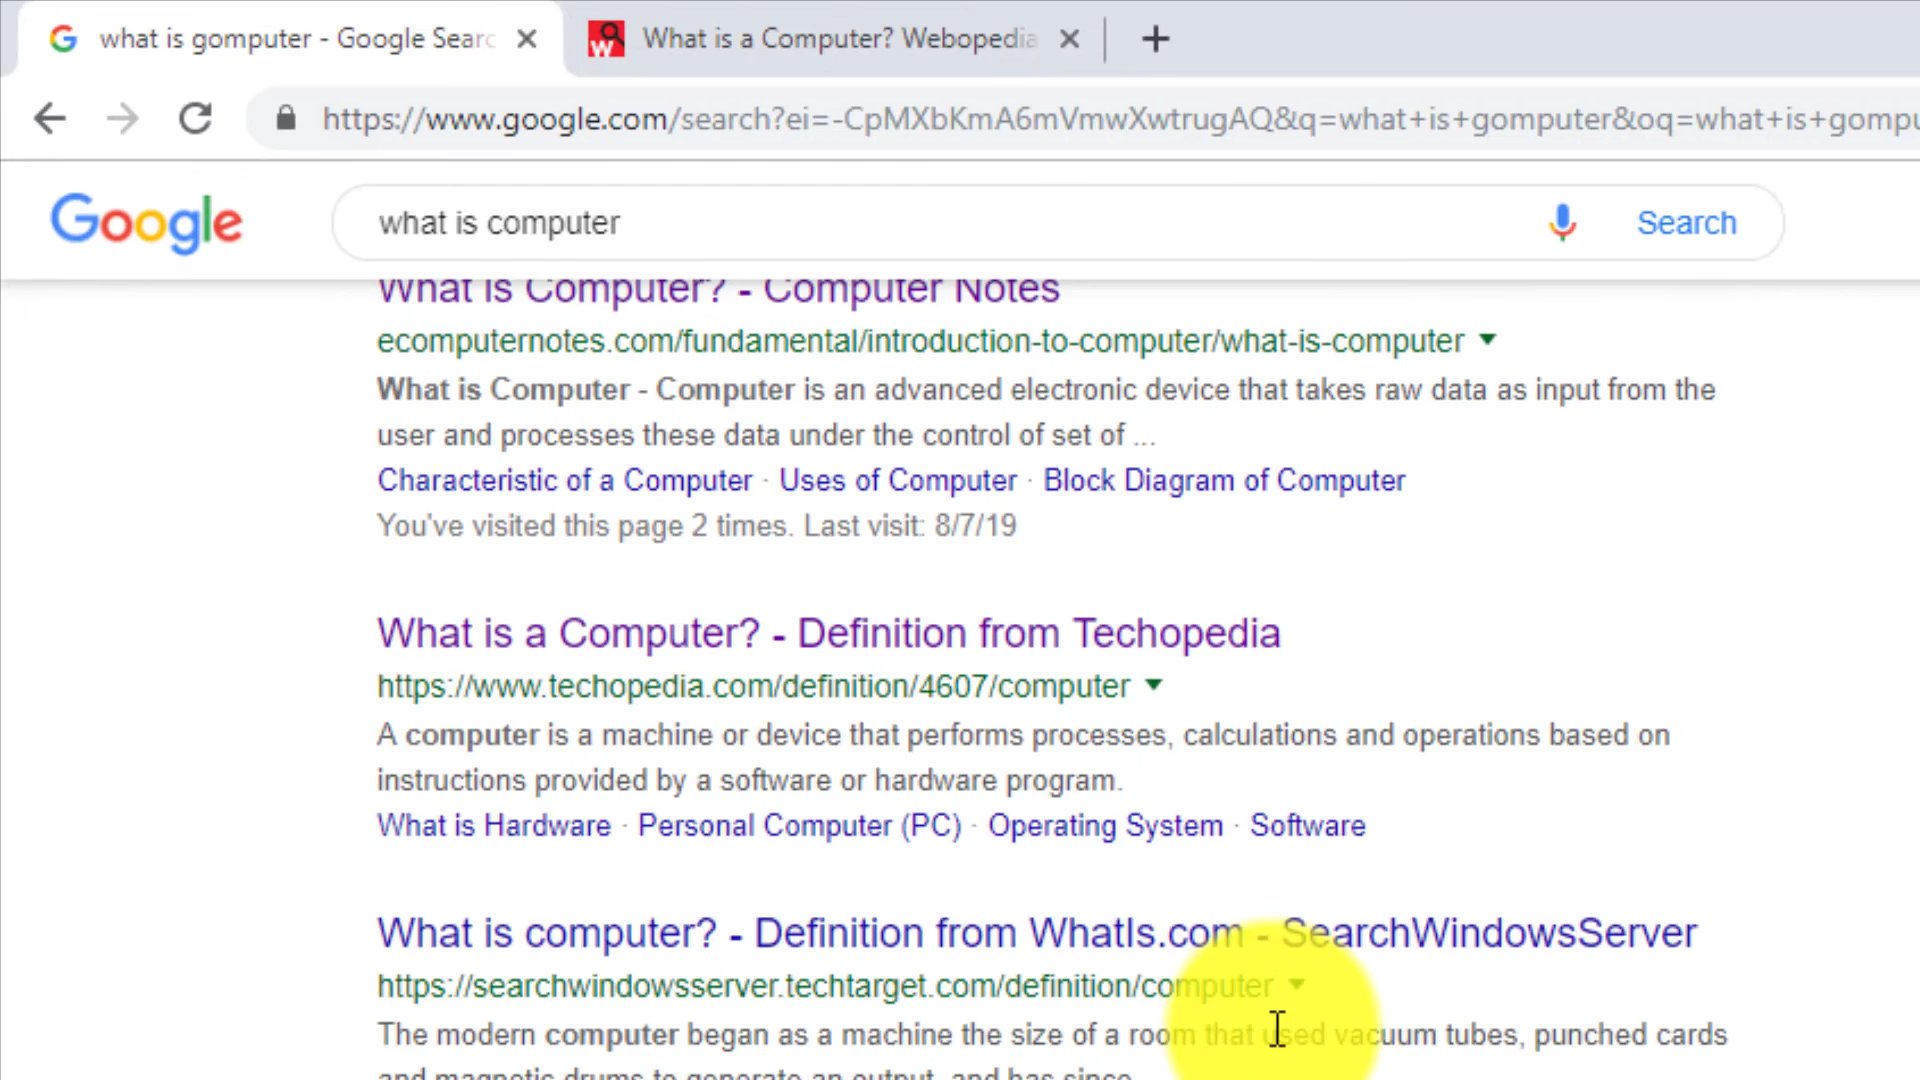 what is gomputer - Google Searc
What is a Computer? Webopedia
https://www.google.com/search?ei=-CpMXbKmA6mVmwXwtrugAQ&q=what+is+gomputer&oq=what+is+gompu
Google
what is computer
Search
What is Computer? - Computer Notes
ecomputernotes.com/fundamental/introduction-to-computer/what-is-computer
What is Computer - Computer is an advanced electronic device that takes raw data as input from the
user and processes these data under the control of set of ...
Characteristic of a Computer · Uses of Computer · Block Diagram of Computer
You've visited this page 2 times. Last visit: 8/7/19
What is a Computer? - Definition from Techopedia
https://www.techopedia.com/definition/4607/computer
A computer is a machine or device that performs processes, calculations and operations based on
instructions provided by a software or hardware program.
What is Hardware · Personal Computer (PC) · Operating System · Software
What is computer? - Definition from WhatIs.com - SearchWindowsServer
https://searchwindowsserver.techtarget.com/definition/computer
The modern computer began as a machine the size of a room that used vacuum tubes, punched cards
and magnetic drums to generate an output, and has since